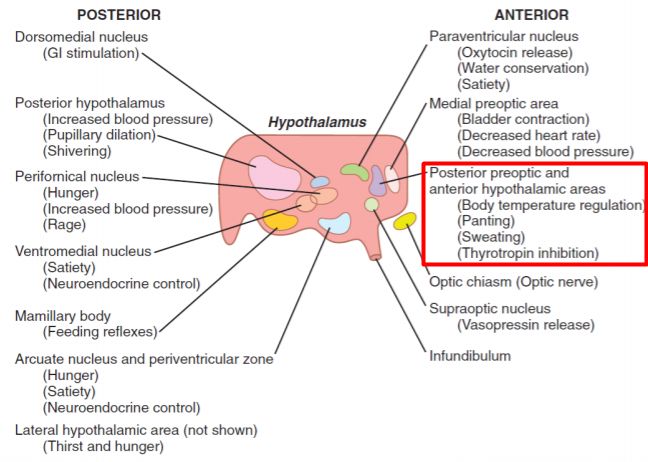 POSTERIOR
Dorsomedial nucleus
(GI stimulation)
Posterior hypothalamus
(Increased blood pressure)
(Pupillary dilation)
(Shivering)
Perifornical nucleus
(Hunger)
(Increased blood pressure)
(Rage)
Ventromedial nucleus
(Satiety)
(Neuroendocrine control)
Mamillary body
(Feeding reflexes)
Arcuate nucleus and periventricular zone
(Hunger)
(Satiety)
(Neuroendocrine control)
Lateral hypothalamic area (not shown)
(Thirst and hunger)
Hypothalamus
ANTERIOR
Paraventricular nucleus
(Oxytocin release)
(Water conservation)
(Satiety)
Medial preoptic area
(Bladder contraction)
(Decreased heart rate)
(Decreased blood pressure)
Posterior preoptic and
anterior hypothalamic areas
(Body temperature regulation)
(Panting)
(Sweating)
(Thyrotropin inhibition)
Optic chiasm (Optic nerve)
Supraoptic nucleus
(Vasopressin release)
Infundibulum